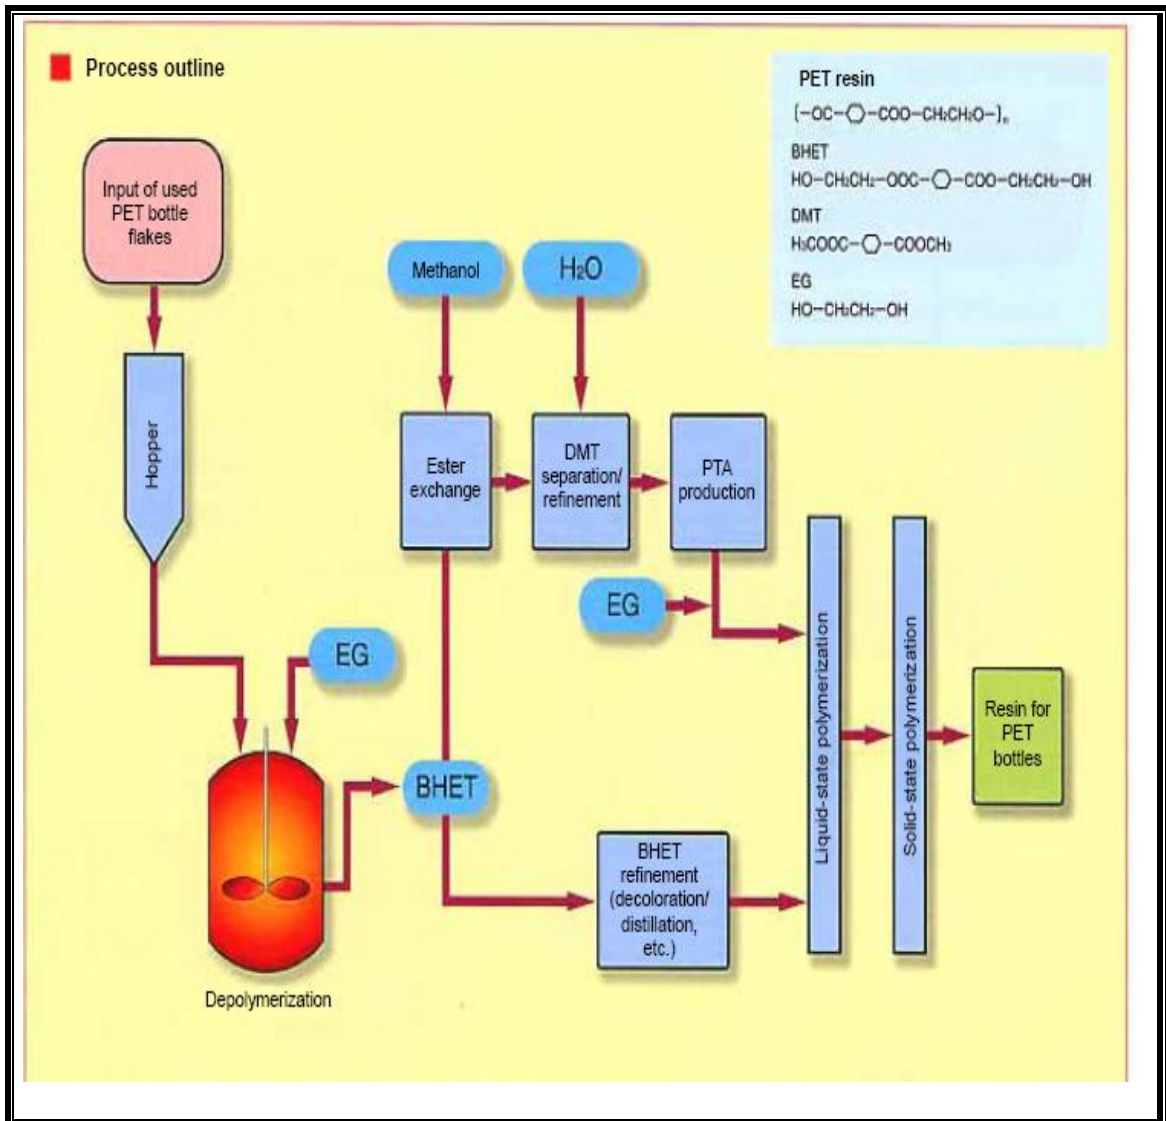 Process outline
PET resin
(-OC-⌬-COO-CH₂CH₂O-)ₙ
BHET
HO-CH₂CH₂-OOC-⌬-COO-CH₂CH₂-OH
DMT
H₃COOC-⌬-COOCH₃
EG
HO-CH₂CH₂-OH
Input of used
PET bottle
flakes
Hopper
Methanol
H₂O
Ester
exchange
DMT
separation/
refinement
PTA
production
EG
EG
BHET
Depolymerization
BHET
refinement
(decoloration/
distillation,
etc.)
Liquid-state polymerization
Solid-state polymerization
Resin for
PET
bottles